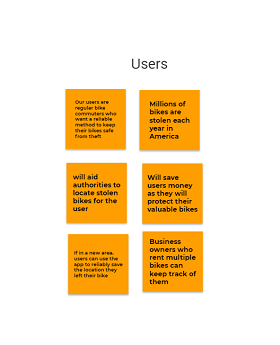 Users
Our users are
regular bike
commuters who
want a reliable
method to keep
their bikes safe
from theft
Millions of
bikes are
stolen each
year in
America
will aid
authorities to
locate stolen
bikes for the
user
Will save
users money
as they will
protect their
valuable bikes
If in a new area,
users can use the
app to reliably save
the location they
left their bike
Business
owners who
rent multiple
bikes can
keep track of
them